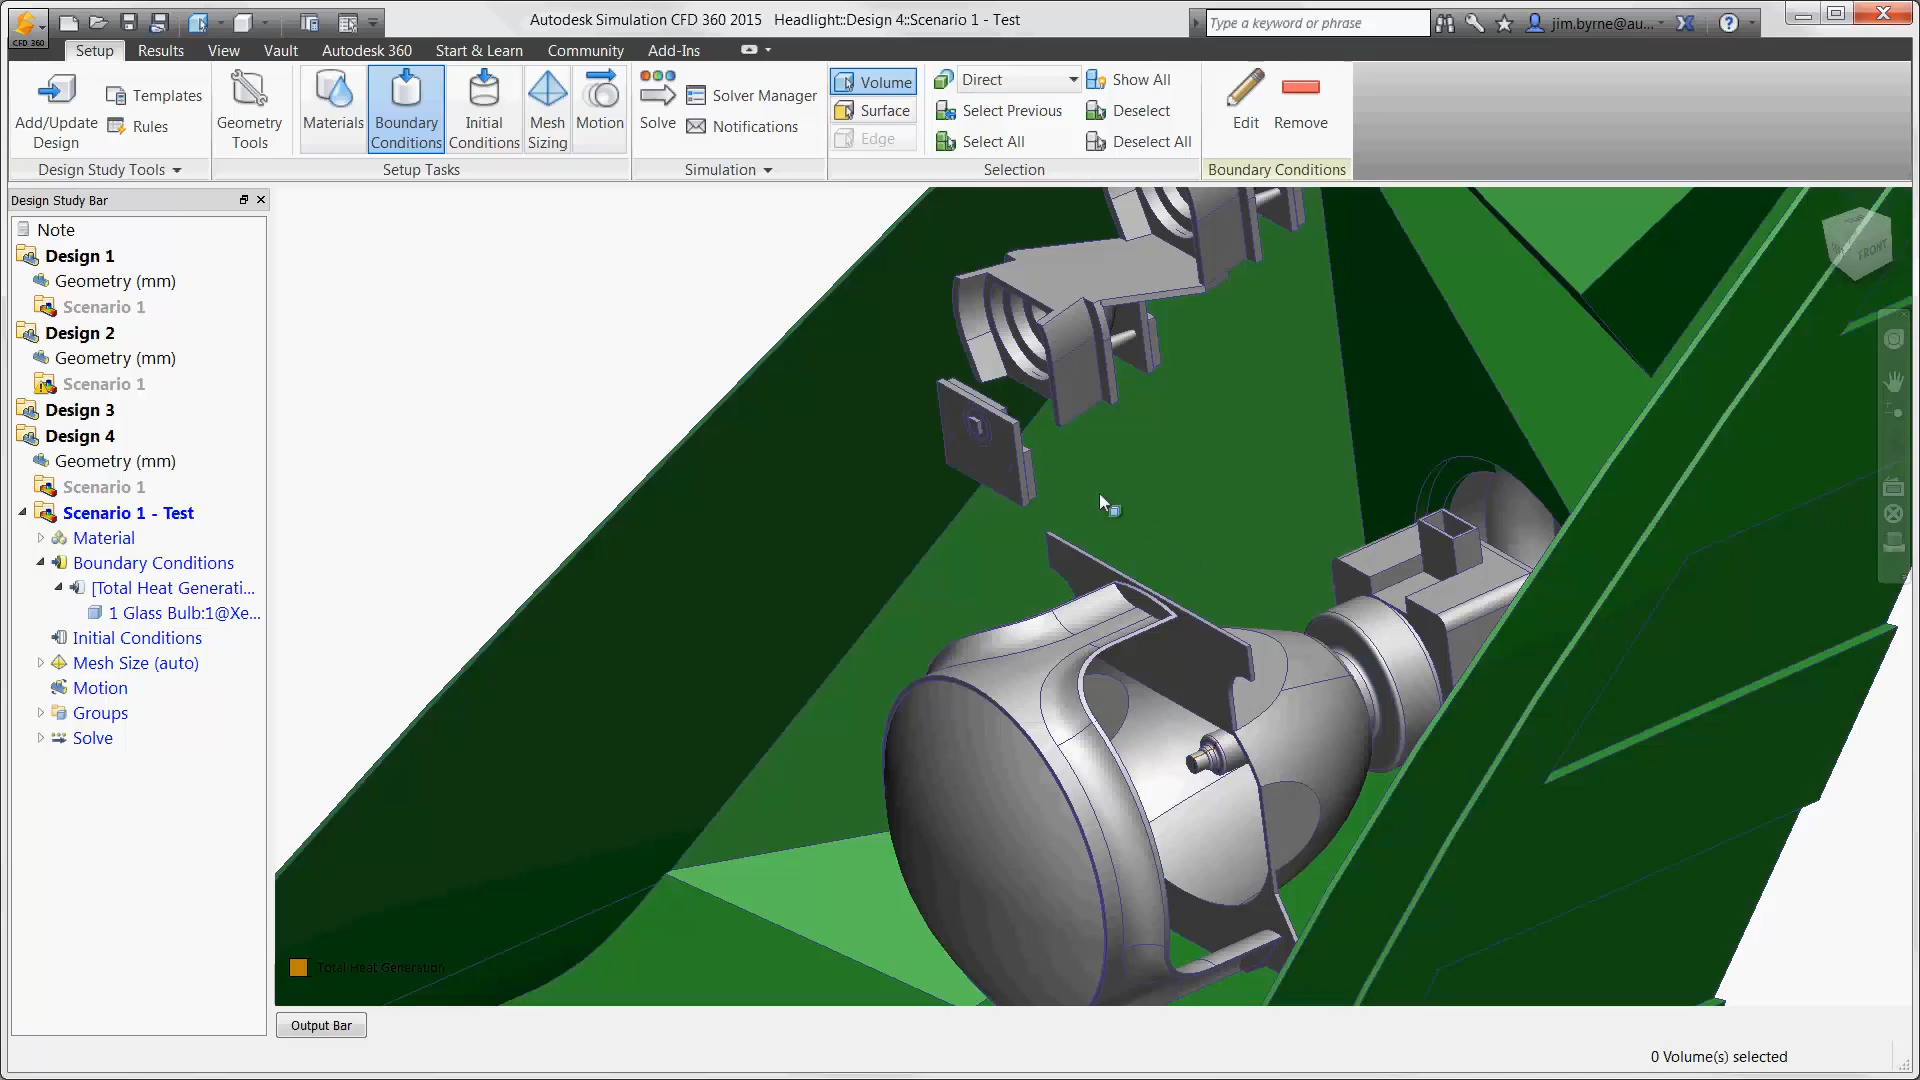 Autodesk Simulation CFD 360 2015 Headlight::Design 4::Scenario 1 - Test
Type a keyword or phrase
jim.byrne@au...
CFD 360
Setup Results View Vault Autodesk 360 Start & Learn Community Add-Ins
Add/Update Design
Templates
Rules
Geometry Tools
Materials
Boundary Conditions
Initial Conditions
Mesh Sizing
Motion
Solve
Solver Manager
Notifications
Volume
Surface
Edge
Direct
Select Previous
Select All
Show All
Deselect
Deselect All
Edit
Remove
Design Study Tools
Setup Tasks
Simulation
Selection
Boundary Conditions
Design Study Bar
Note
Design 1
Geometry (mm)
Scenario 1
Design 2
Geometry (mm)
Scenario 1
Design 3
Design 4
Geometry (mm)
Scenario 1
Scenario 1 - Test
Material
Boundary Conditions
[Total Heat Generati...
1 Glass Bulb:1@Xe...
Initial Conditions
Mesh Size (auto)
Motion
Groups
Solve
FRONT
Total Heat Generation
Output Bar
0 Volume(s) selected